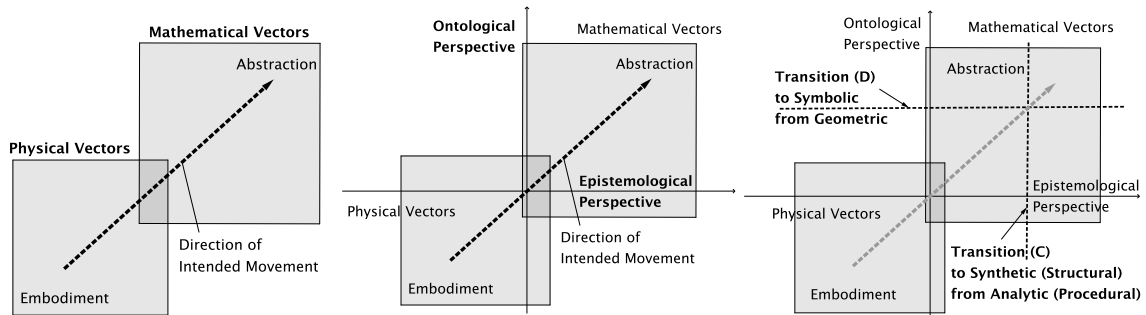 Mathematical Vectors
Abstraction
Physical Vectors
Direction of
Intended Movement
Embodiment
Ontological
Perspective
Mathematical Vectors
Abstraction
Epistemological
Perspective
Physical Vectors
Direction of
Intended Movement
Embodiment
Ontological
Perspective
Mathematical Vectors
Abstraction
Transition (D)
to Symbolic
from Geometric
Epistemological
Perspective
Physical Vectors
Transition (C)
to Synthetic (Structural)
from Analytic (Procedural)
Embodiment